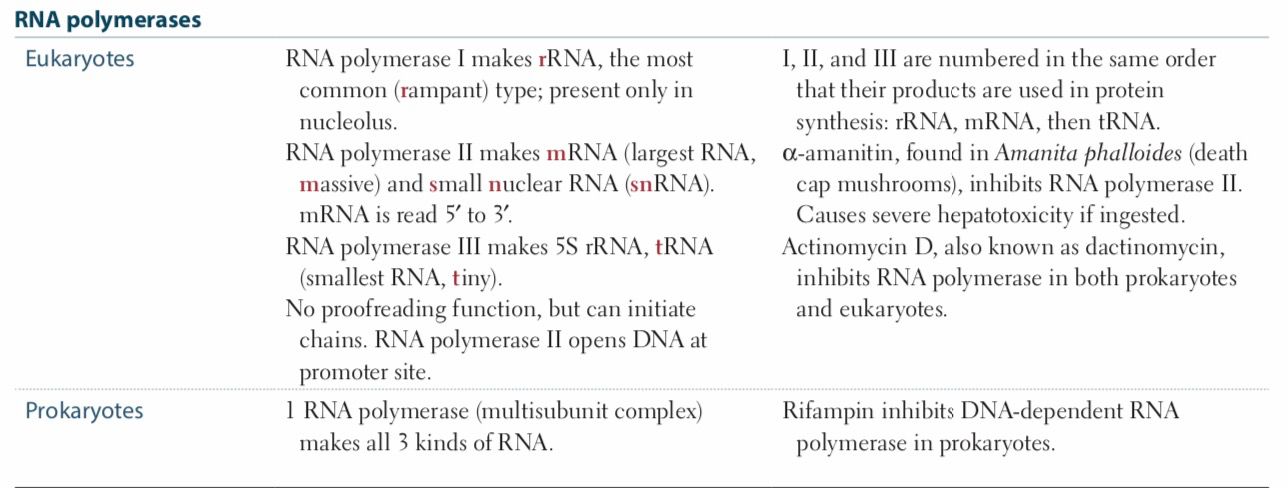 RNA polymerases
Eukaryotes
RNA polymerase I makes rRNA, the most
common (rampant) type; present only in
nucleolus.
RNA polymerase II makes mRNA (largest RNA,
massive) and small nuclear RNA (snRNA).
mRNA is read 5′ to 3′.
RNA polymerase III makes 5S rRNA, tRNA
(smallest RNA, tiny).
No proofreading function, but can initiate
chains. RNA polymerase II opens DNA at
promoter site.
I, II, and III are numbered in the same order
that their products are used in protein
synthesis: rRNA, mRNA, then tRNA.
α-amanitin, found in Amanita phalloides (death
cap mushrooms), inhibits RNA polymerase II.
Causes severe hepatotoxicity if ingested.
Actinomycin D, also known as dactinomycin,
inhibits RNA polymerase in both prokaryotes
and eukaryotes.
Prokaryotes
1 RNA polymerase (multisubunit complex)
makes all 3 kinds of RNA.
Rifampin inhibits DNA-dependent RNA
polymerase in prokaryotes.